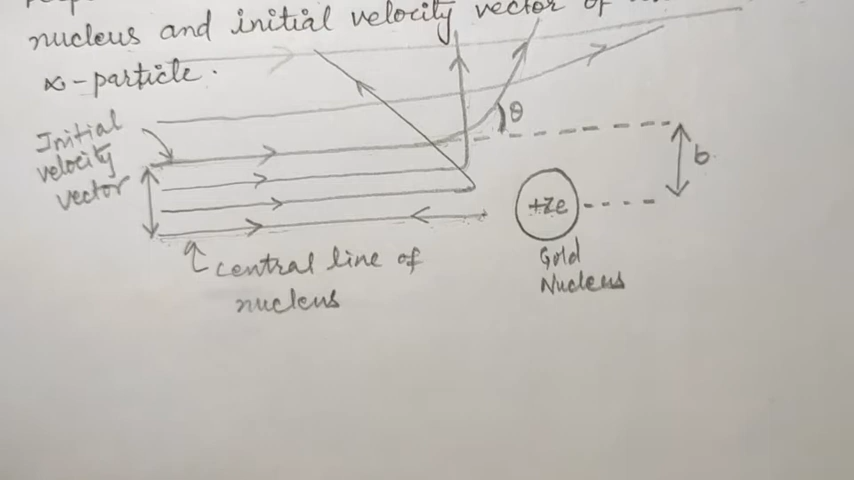 nucleus and initial velocity vector of
∝-particle.
Initial
velocity
vector
θ
b
+Ze
Gold
Nucleus
central line of
nucleus